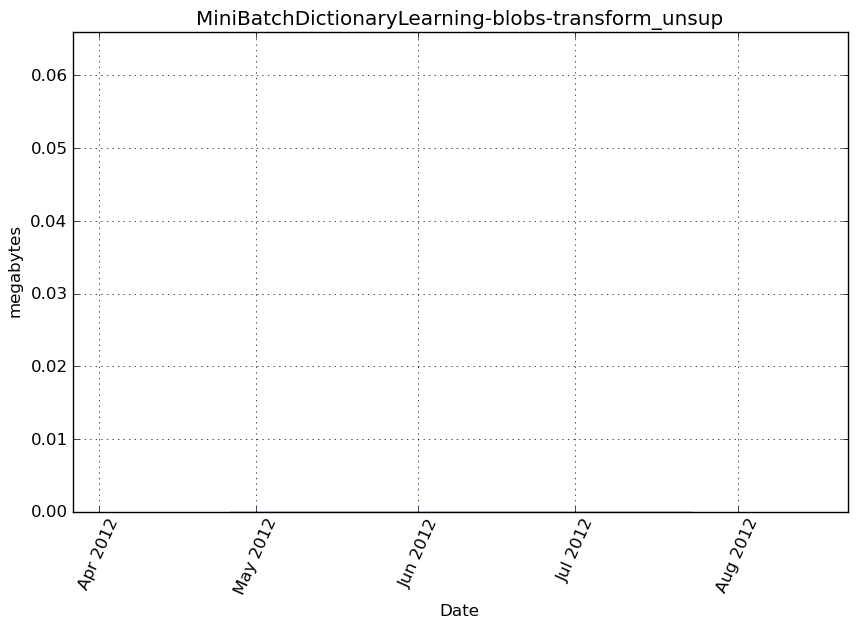 MiniBatchDictionaryLearning-blobs-transform_unsup
0.06
0.05
0.04
0.03
0.02
0.01
0.00
megabytes
Apr 2012
May 2012
Jun 2012
Jul 2012
Aug 2012
Date